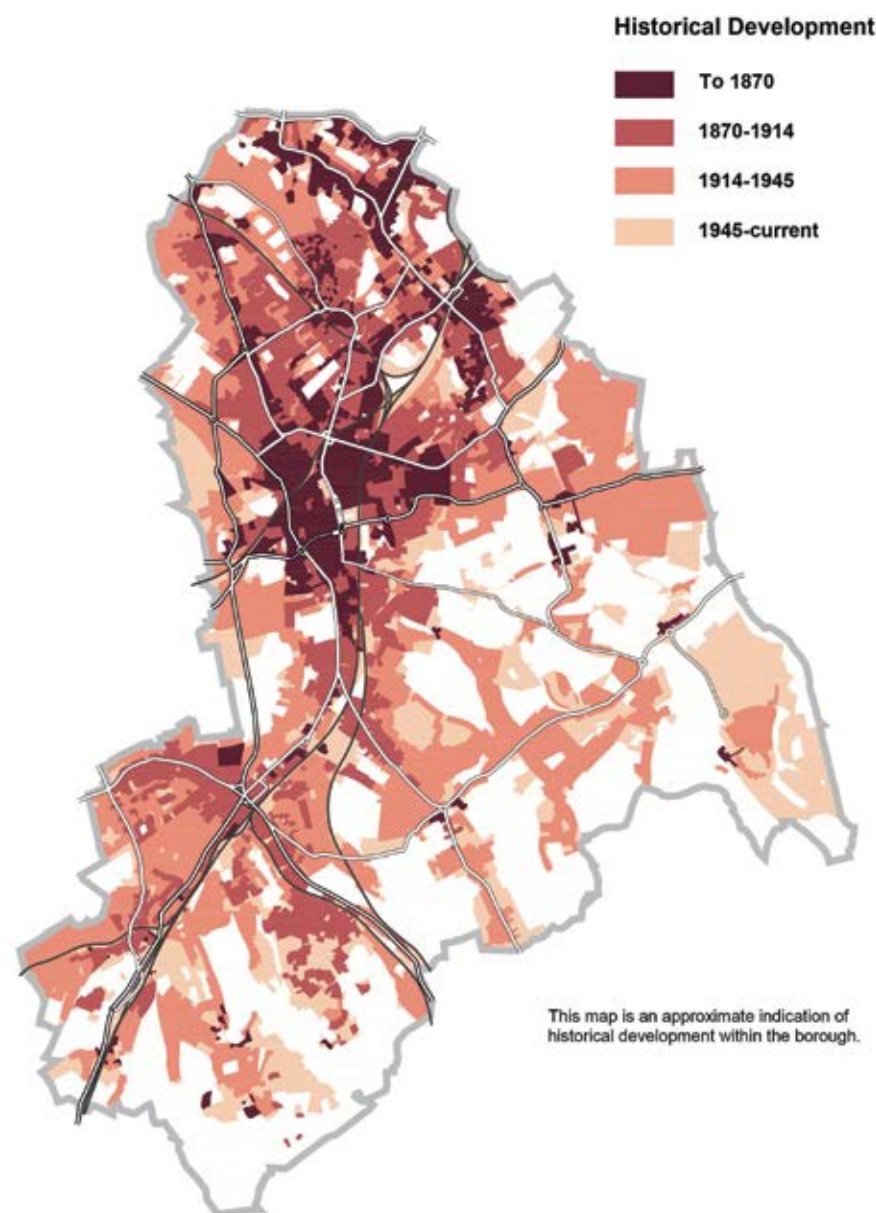 Historical Development
To 1870
1870-1914
1914-1945
1945-current
This map is an approximate indication of
historical development within the borough.